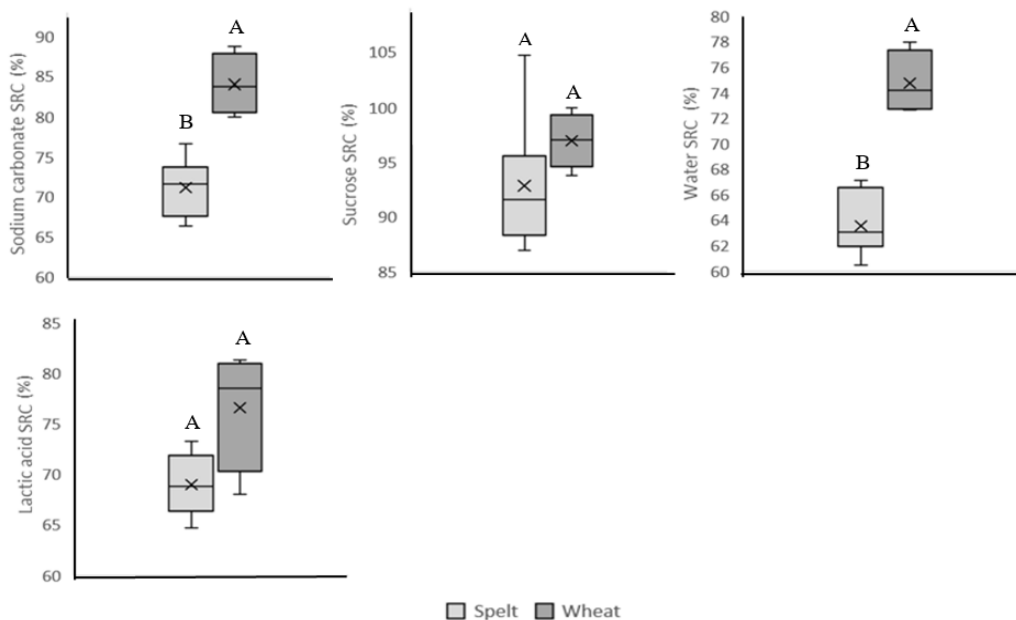 Sodium carbonate SRC (%)
90
85
80
75
70
65
60
B
A
Sucrose SRC (%)
105
100
95
90
85
A
A
Water SRC (%)
80
78
76
74
72
70
68
66
64
62
60
B
A
Lactic acid SRC (%)
85
80
75
70
65
60
A
A
Spelt
Wheat